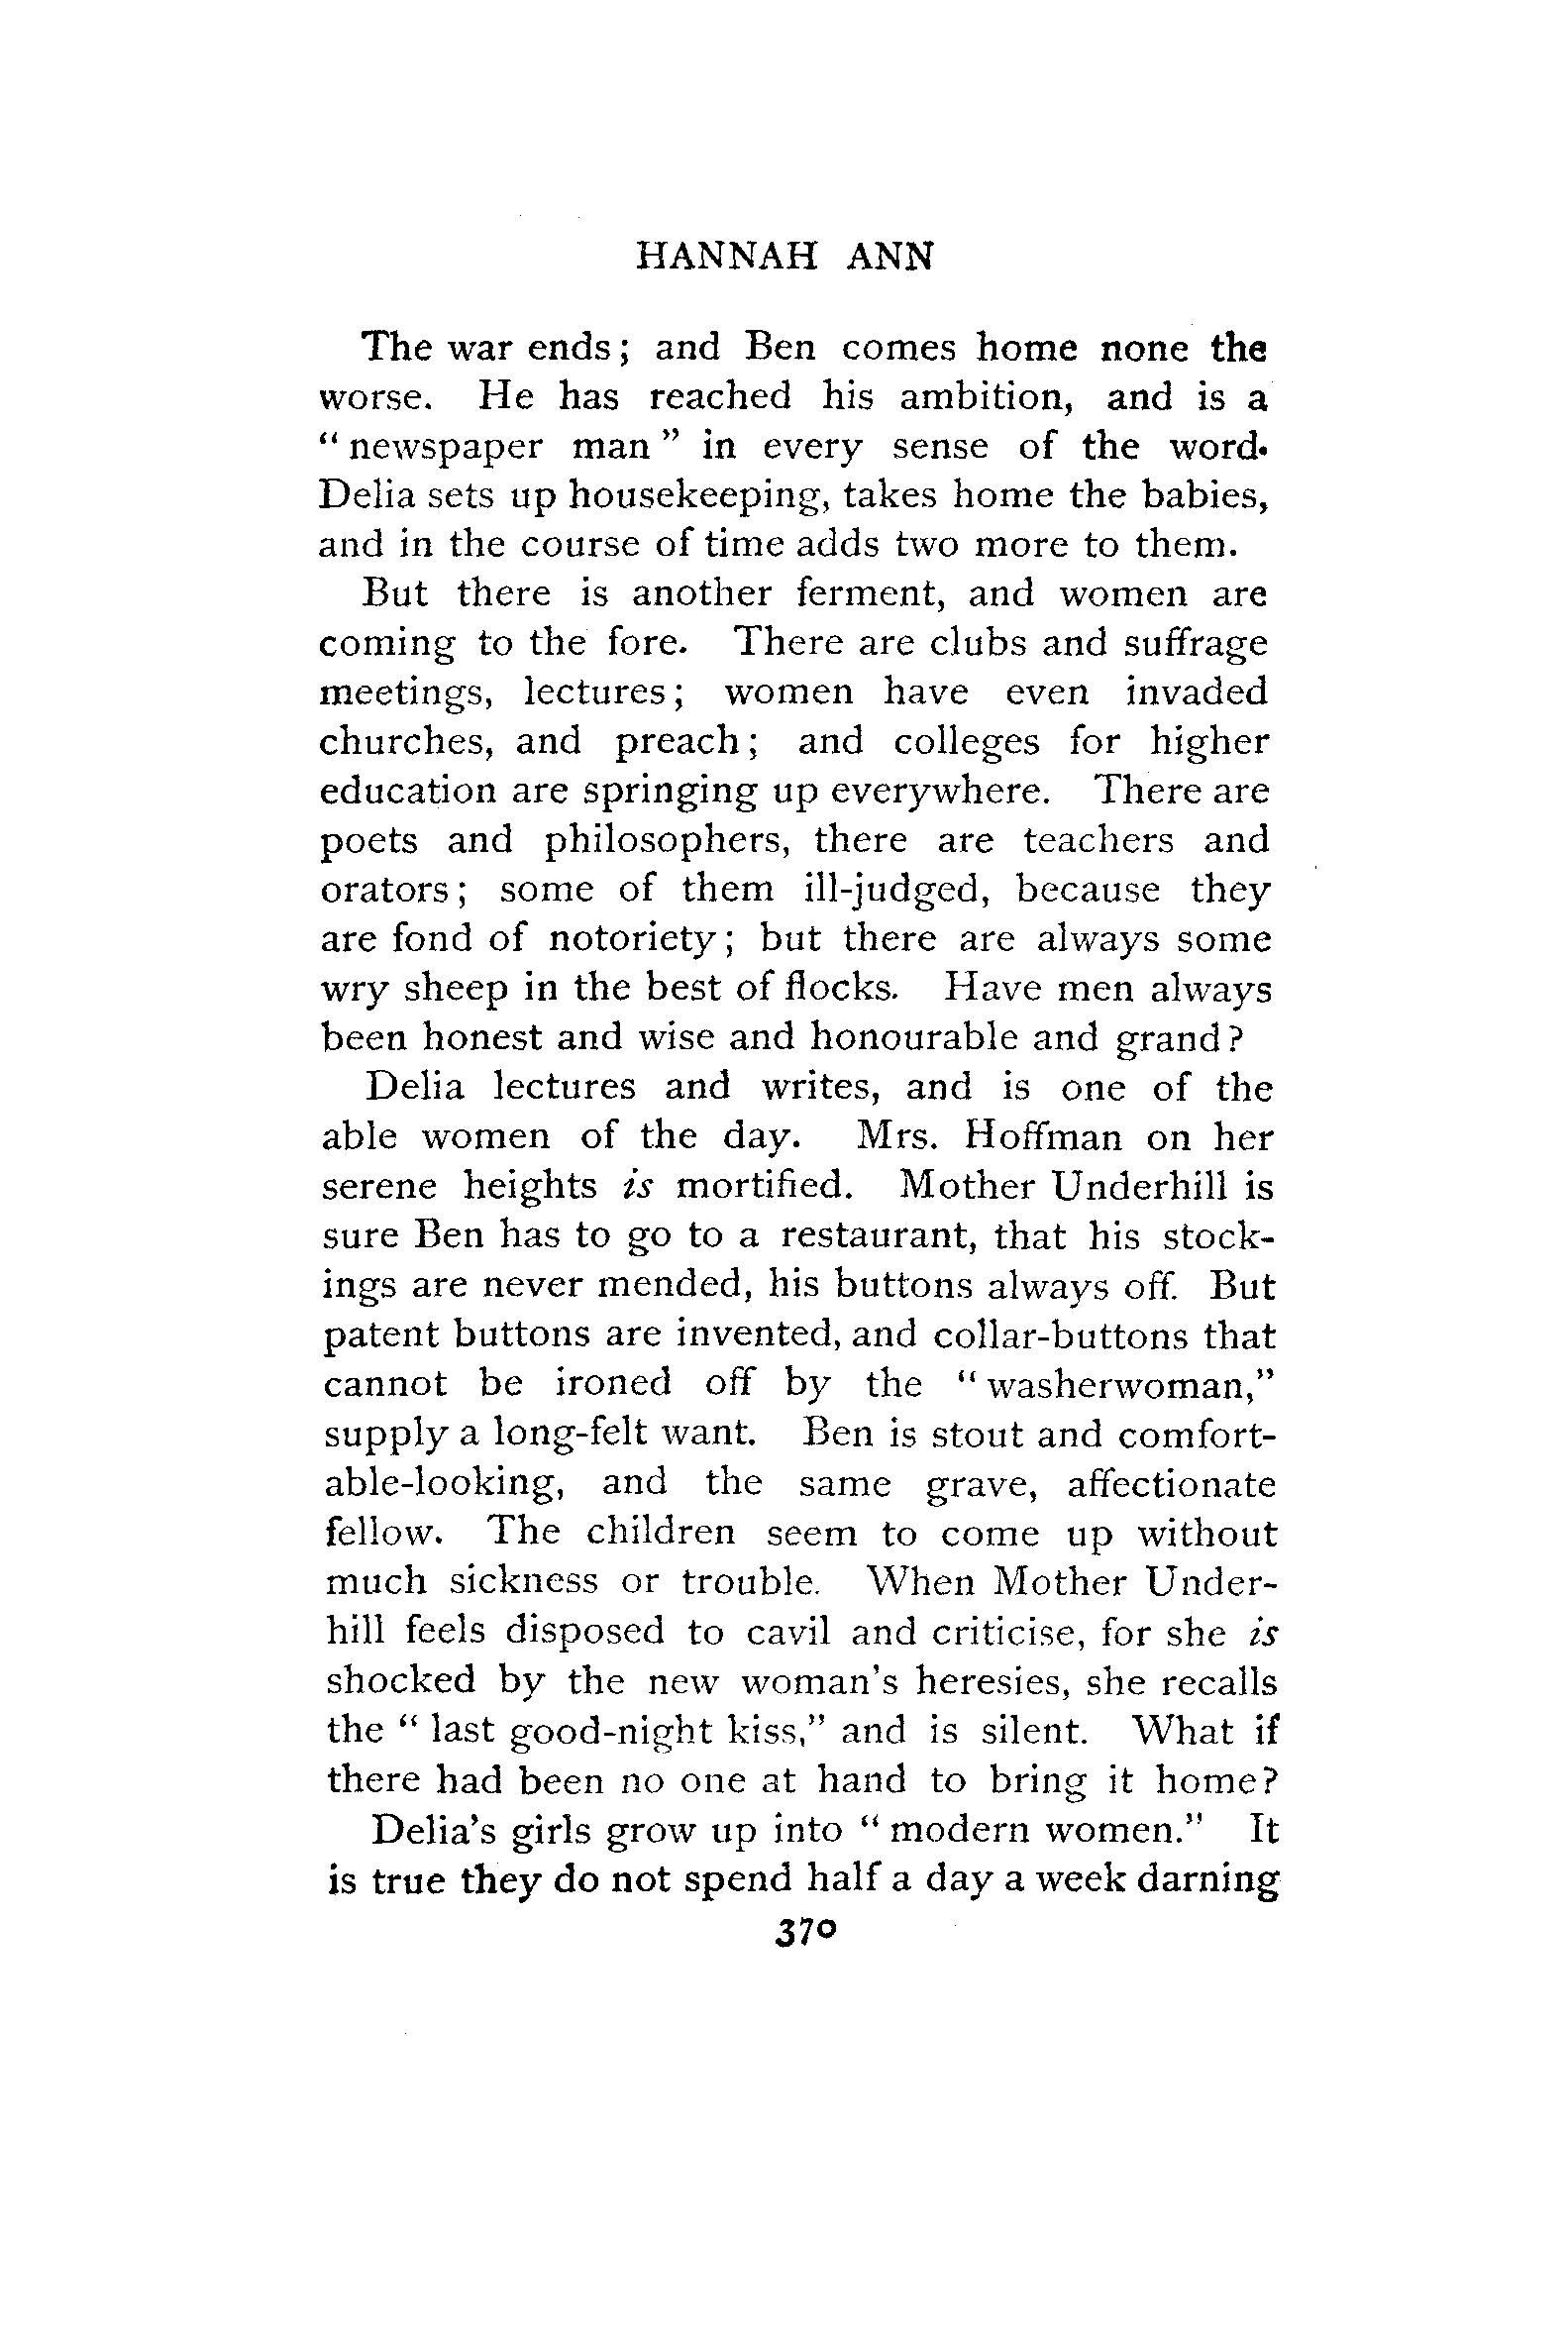 HANNAH ANN
The war ends; and Ben comes home none the
worse. He has reached his ambition, and is a
“newspaper man” in every sense of the word.
Delia sets up housekeeping, takes home the babies,
and in the course of time adds two more to them.
But there is another ferment, and women are
coming to the fore. There are clubs and suffrage
meetings, lectures; women have even invaded
churches, and preach; and colleges for higher
education are springing up everywhere. There are
poets and philosophers, there are teachers and
orators; some of them ill-judged, because they
are fond of notoriety; but there are always some
wry sheep in the best of flocks. Have men always
been honest and wise and honourable and grand?
Delia lectures and writes, and is one of the
able women of the day. Mrs. Hoffman on her
serene heights is mortified. Mother Underhill is
sure Ben has to go to a restaurant, that his stock-
ings are never mended, his buttons always off. But
patent buttons are invented, and collar-buttons that
cannot be ironed off by the “washerwoman,”
supply a long-felt want. Ben is stout and comfort-
able-looking, and the same grave, affectionate
fellow. The children seem to come up without
much sickness or trouble. When Mother Under-
hill feels disposed to cavil and criticise, for she is
shocked by the new woman's heresies, she recalls
the “last good-night kiss,” and is silent. What if
there had been no one at hand to bring it home?
Delia's girls grow up into “modern women.” It
is true they do not spend half a day a week darning
370